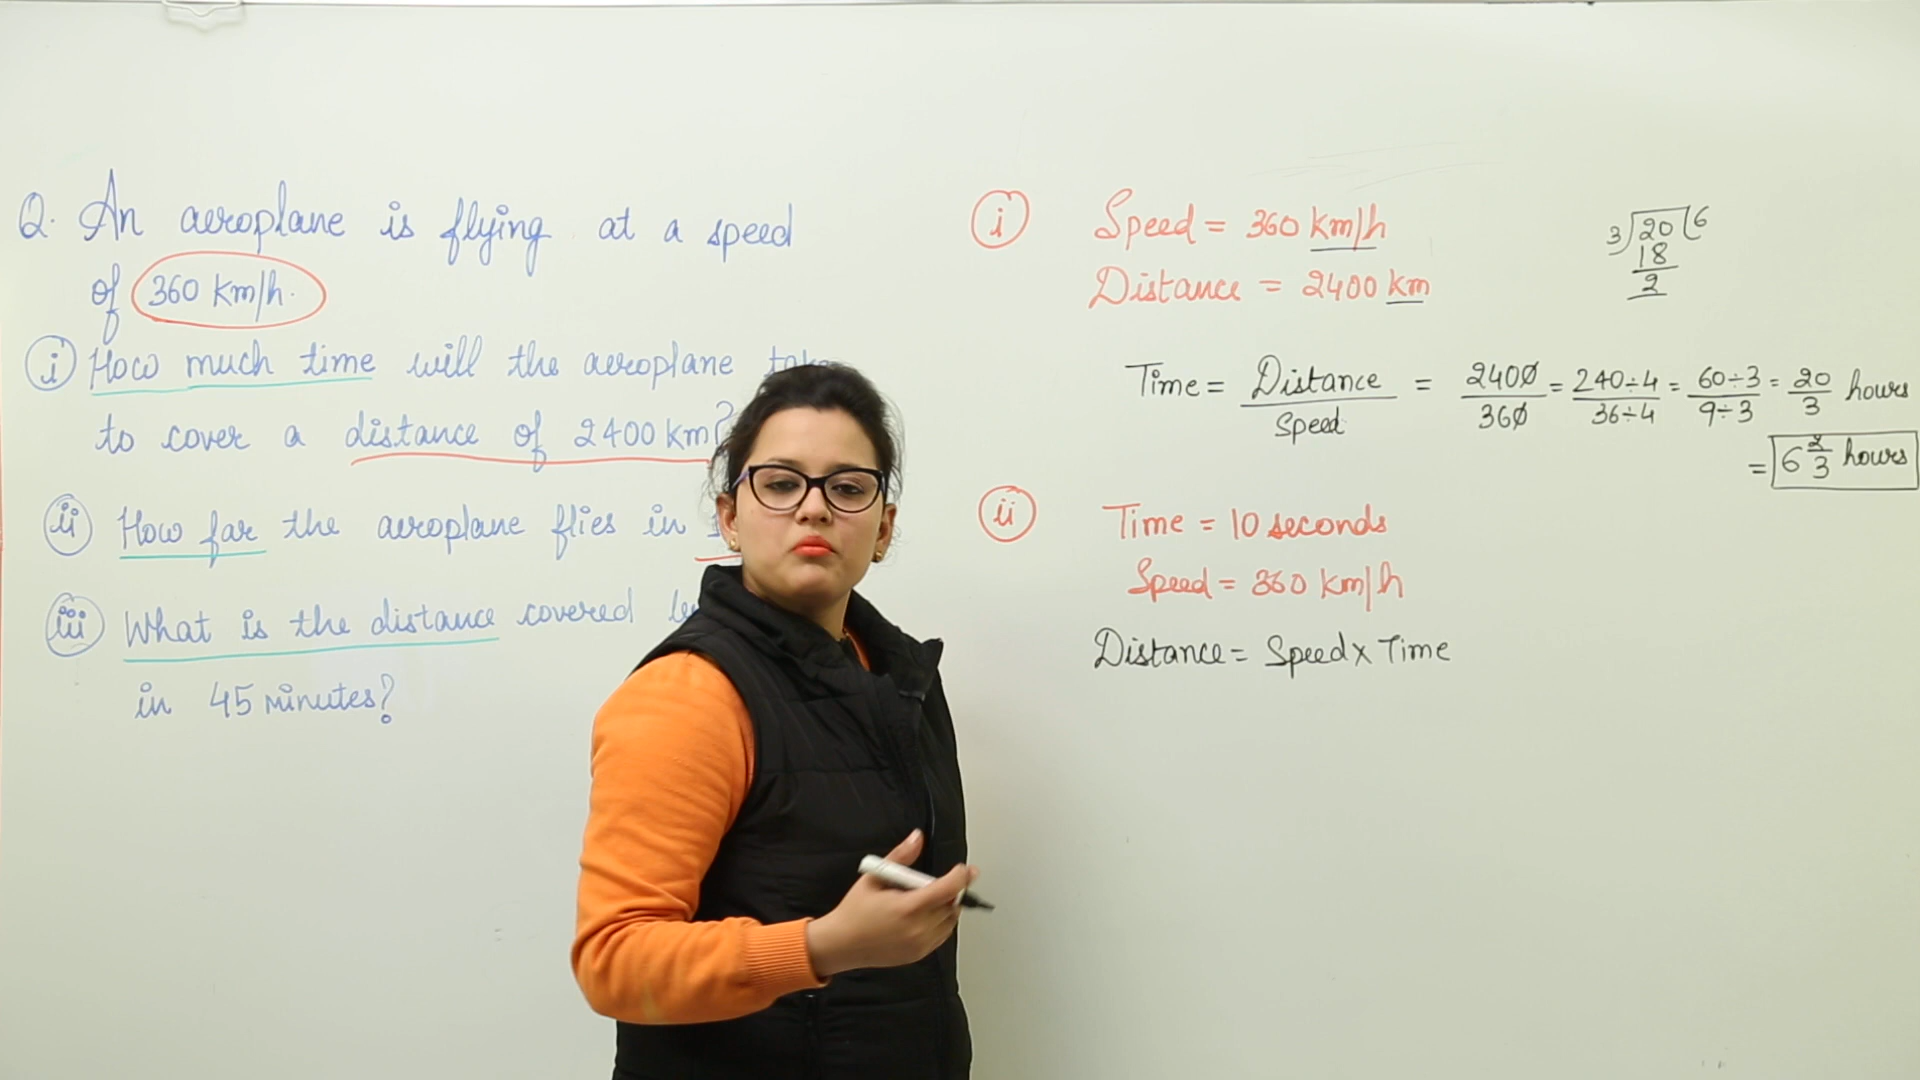 Q. An aeroplane is flying at a speed
of 360 km/h.
i How much time will the aeroplane
to cover a distance of 2400 km?
ii How far the aeroplane flies in
iii What is the distance covered
in 45 minutes?
i Speed = 360 km/h
Distance = 2400 km
3)20(6
18
2
Time = Distance/Speed = 2400/360 = 240÷4/36÷4 = 60÷3/9÷3 = 20/3 hours
= 6 2/3 hours
ii Time = 10 seconds
Speed = 360 km/h
Distance = Speed x Time